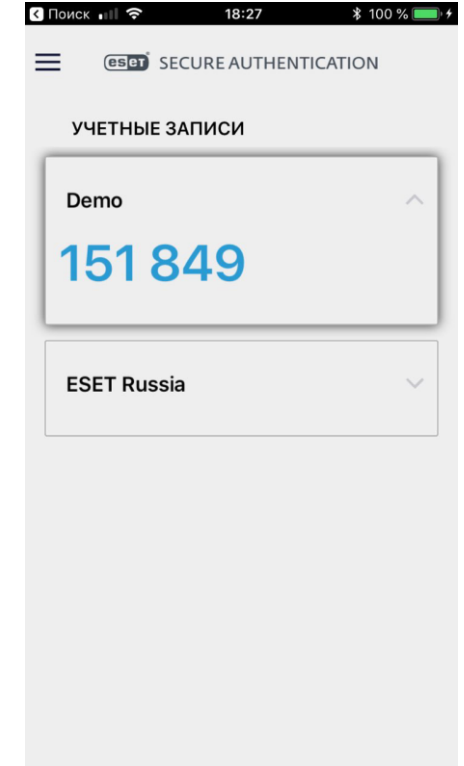 Поиск 18:27 100 %
eset SECURE AUTHENTICATION
УЧЕТНЫЕ ЗАПИСИ
Demo
151 849
ESET Russia